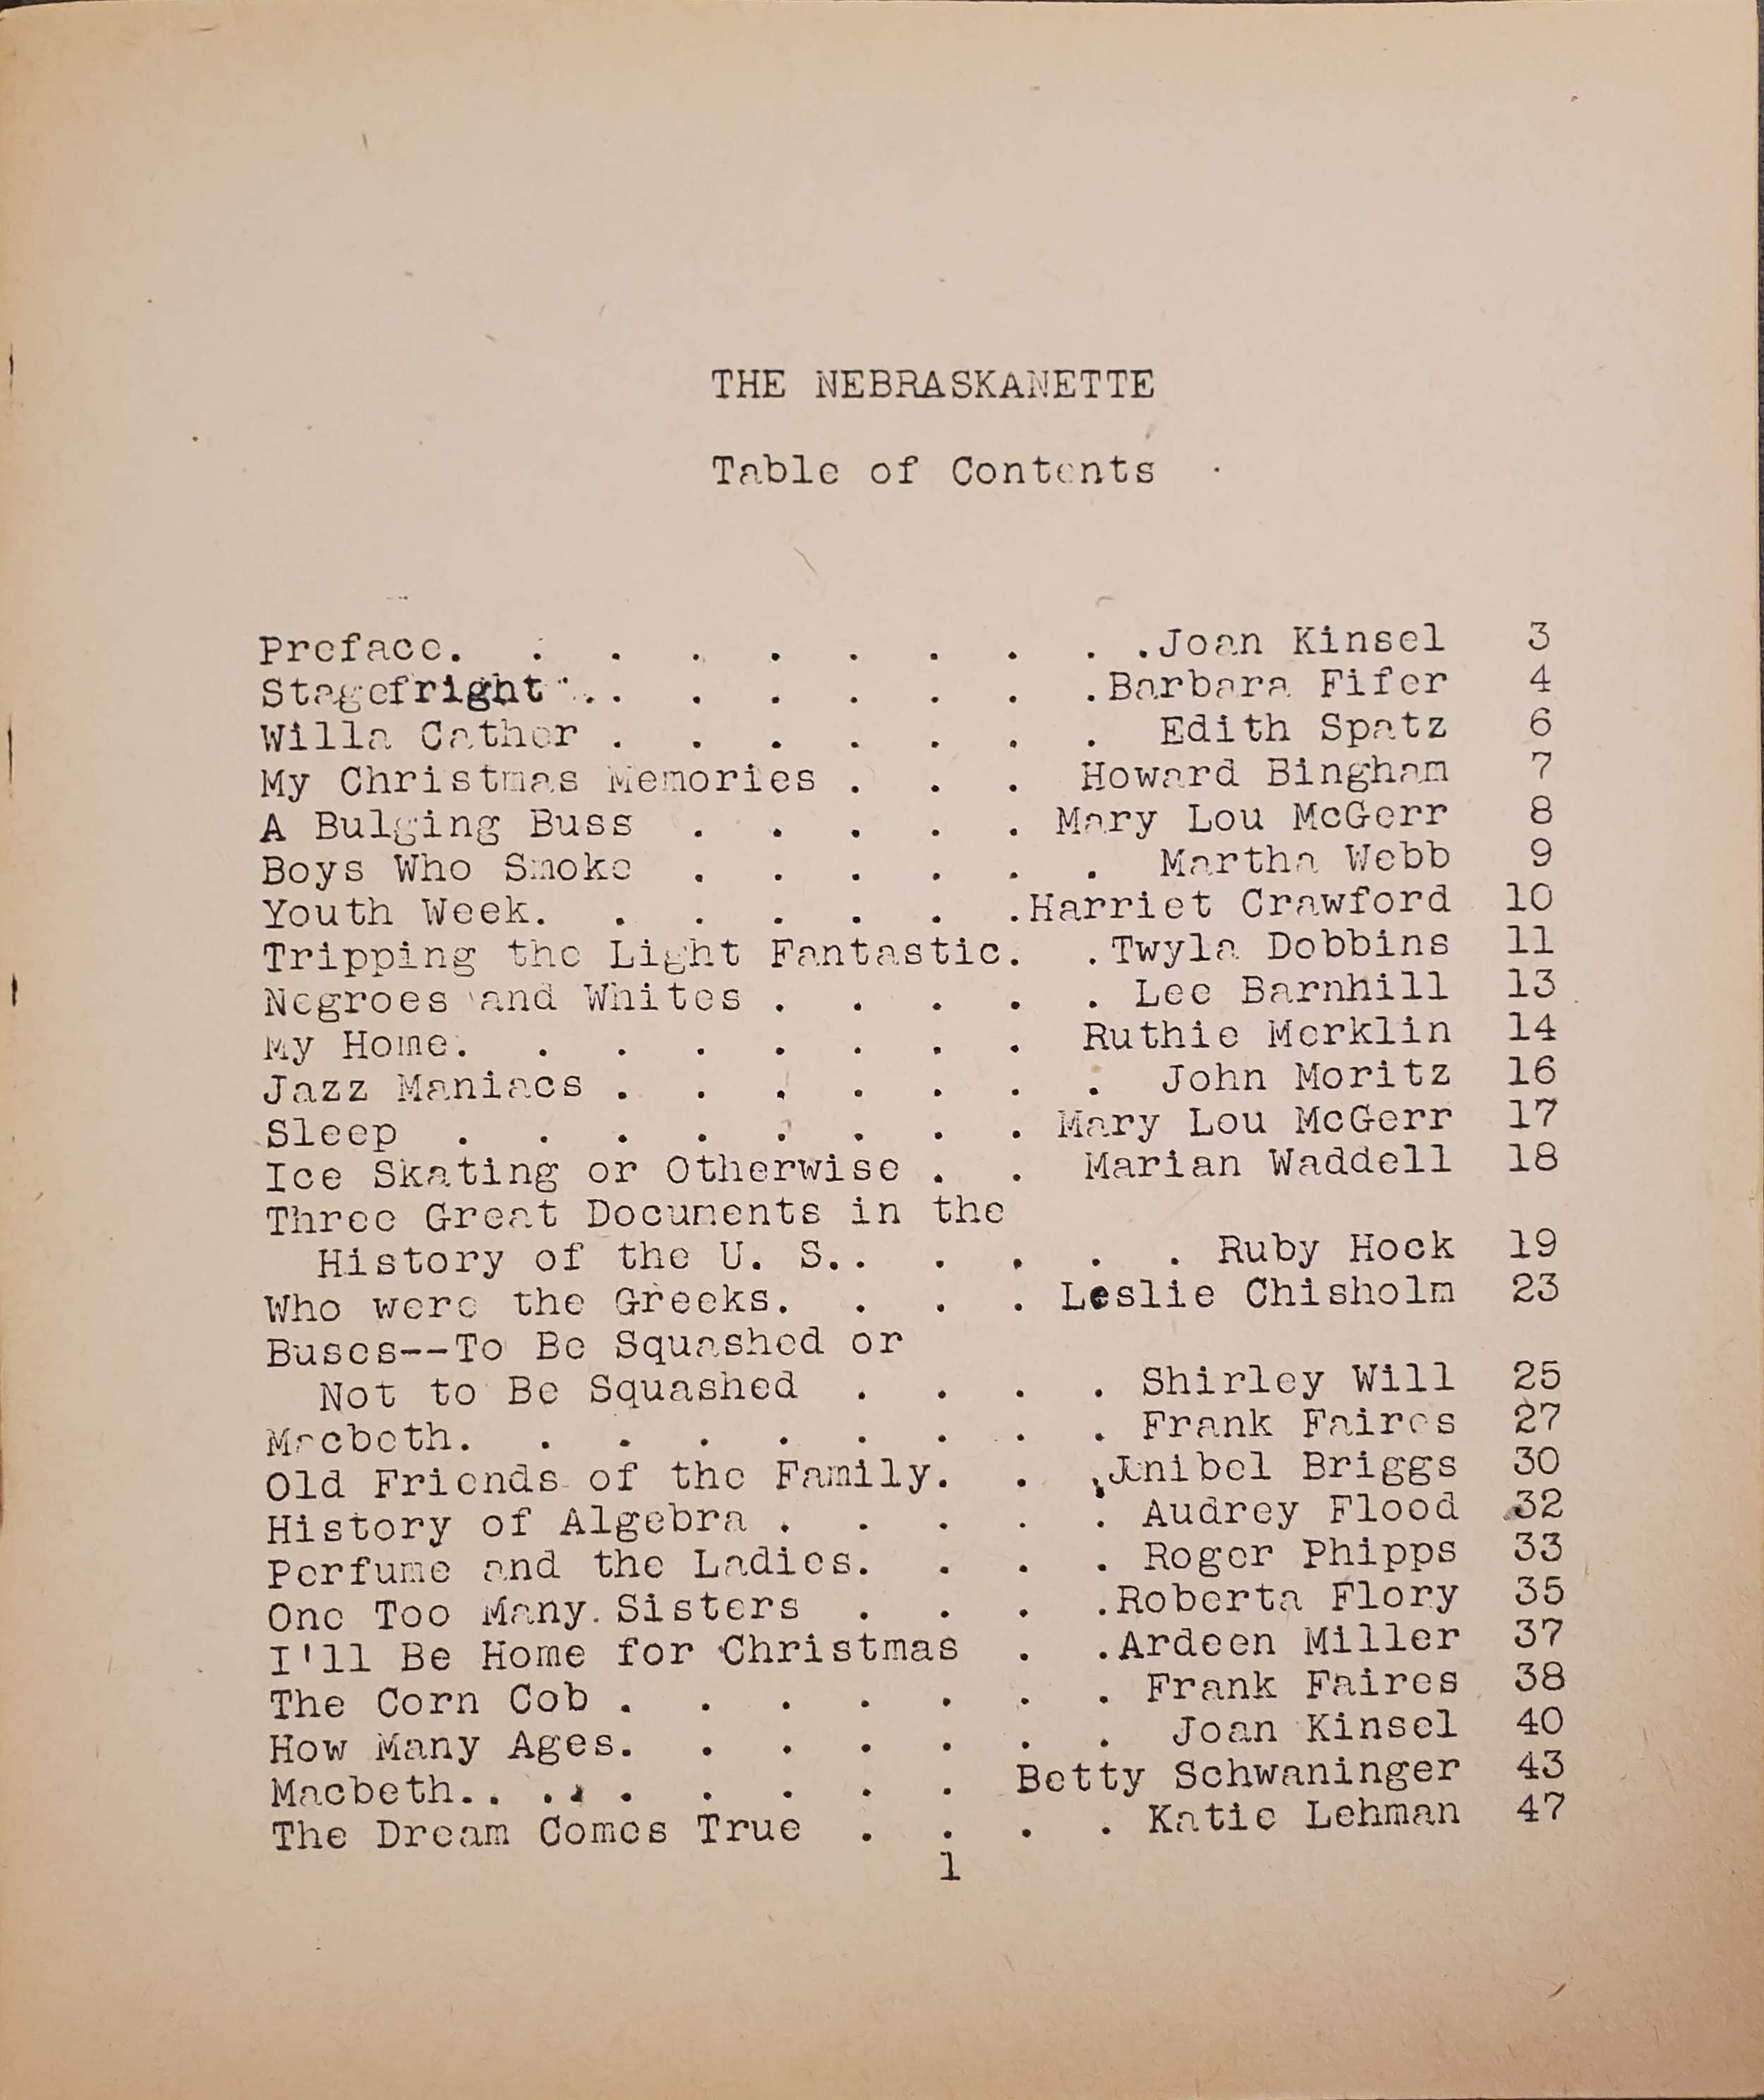 THE NEBRASKANETTE
Table of Contents
Preface. . . . . . . . . .Joan Kinsel 3
Stagefright . . . . . . . .Barbara Fifer 4
Willa Cather . . . . . . . Edith Spatz 6
My Christmas Memories . . . Howard Bingham 7
A Bulging Buss . . . . . Mary Lou McGerr 8
Boys Who Smoke . . . . . . Martha Webb 9
Youth Week. . . . . . .Harriet Crawford 10
Tripping the Light Fantastic. .Twyla Dobbins 11
Negroes and Whites . . . . . Lee Barnhill 13
My Home. . . . . . . . Ruthie Merklin 14
Jazz Maniacs . . . . . . . John Moritz 16
Sleep . . . . . . . . Mary Lou McGerr 17
Ice Skating or Otherwise . . Marian Waddell 18
Three Great Documents in the
History of the U. S.. . . . . Ruby Hock 19
Who were the Greeks. . . . Leslie Chisholm 23
Buses--To Be Squashed or
Not to Be Squashed . . . . Shirley Will 25
Macbeth. . . . . . . . . Frank Faires 27
Old Friends of the Family. . .Junibel Briggs 30
History of Algebra . . . . . Audrey Flood 32
Perfume and the Ladies. . . . Roger Phipps 33
One Too Many Sisters . . . .Roberta Flory 35
I'll Be Home for Christmas . .Ardeen Miller 37
The Corn Cob . . . . . . . Frank Faires 38
How Many Ages. . . . . . . Joan Kinsel 40
Macbeth.. . . . . . . . Betty Schwaninger 43
The Dream Comes True . . . . Katie Lehman 47
1